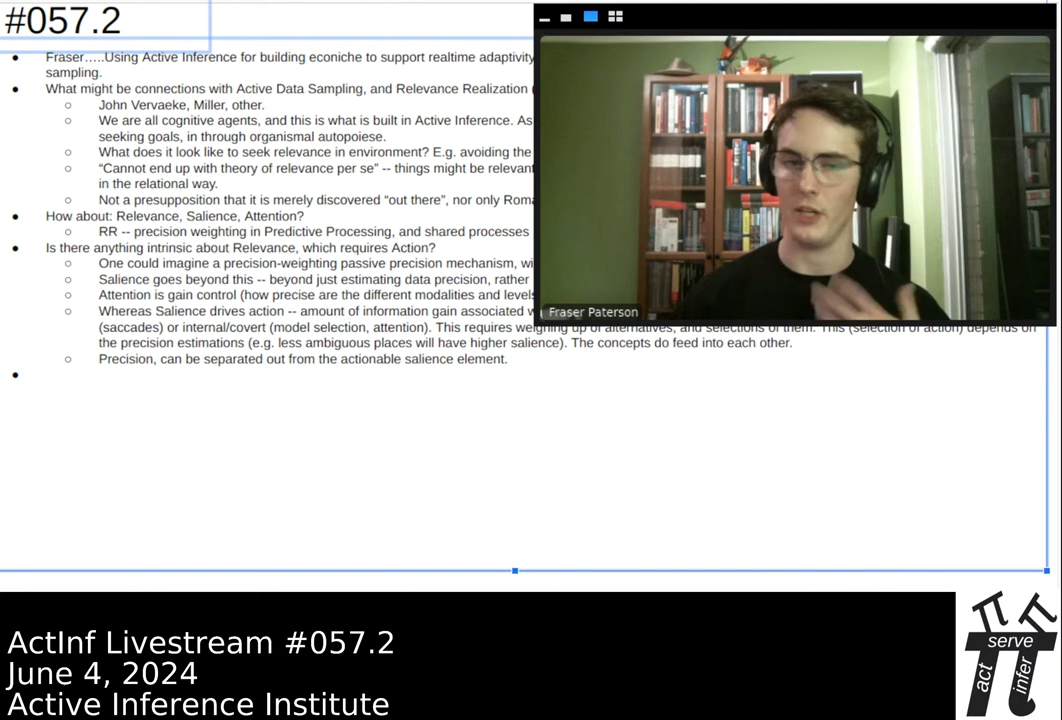 #057.2
Fraser…..Using Active Inference for building econiche to support realtime adaptivity
sampling.
What might be connections with Active Data Sampling, and Relevance Realization (
John Vervaeke, Miller, other.
We are all cognitive agents, and this is what is built in Active Inference. As
seeking goals, in through organismal autopoiese.
What does it look like to seek relevance in environment? E.g. avoiding the
“Cannot end up with theory of relevance per se” -- things might be relevant
in the relational way.
Not a presupposition that it is merely discovered “out there”, nor only Roma
How about: Relevance, Salience, Attention?
RR -- precision weighting in Predictive Processing, and shared processes
Is there anything intrinsic about Relevance, which requires Action?
One could imagine a precision-weighting passive precision mechanism, wi
Salience goes beyond this -- beyond just estimating data precision, rather
Attention is gain control (how precise are the different modalities and levels
Whereas Salience drives action -- amount of information gain associated w
(saccades) or internal/covert (model selection, attention). This requires weighing up of alternatives, and selections of them. This (selection of action) depends on
the precision estimations (e.g. less ambiguous places will have higher salience). The concepts do feed into each other.
Precision, can be separated out from the actionable salience element.
Fraser Paterson
ActInf Livestream #057.2
June 4, 2024
Active Inference Institute
serve
act
infer